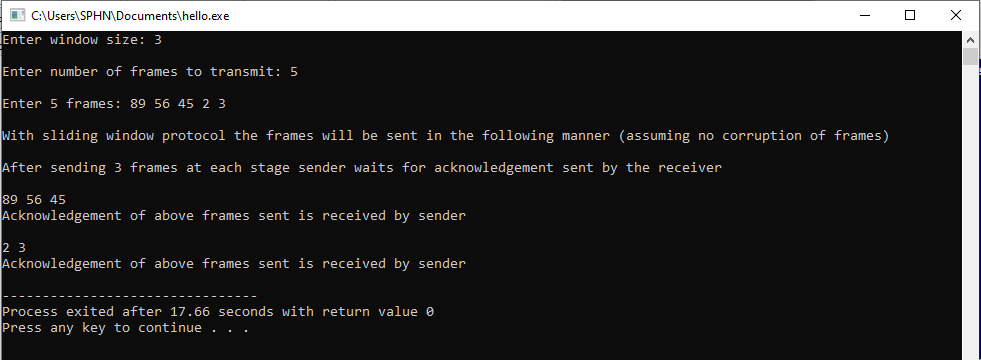 C:\Users\SPHN\Documents\hello.exe
Enter window size: 3
Enter number of frames to transmit: 5
Enter 5 frames: 89 56 45 2 3
With sliding window protocol the frames will be sent in the following manner (assuming no corruption of frames)
After sending 3 frames at each stage sender waits for acknowledgement sent by the receiver
89 56 45
Acknowledgement of above frames sent is received by sender
2 3
Acknowledgement of above frames sent is received by sender
--------------------------------
Process exited after 17.66 seconds with return value 0
Press any key to continue . . .